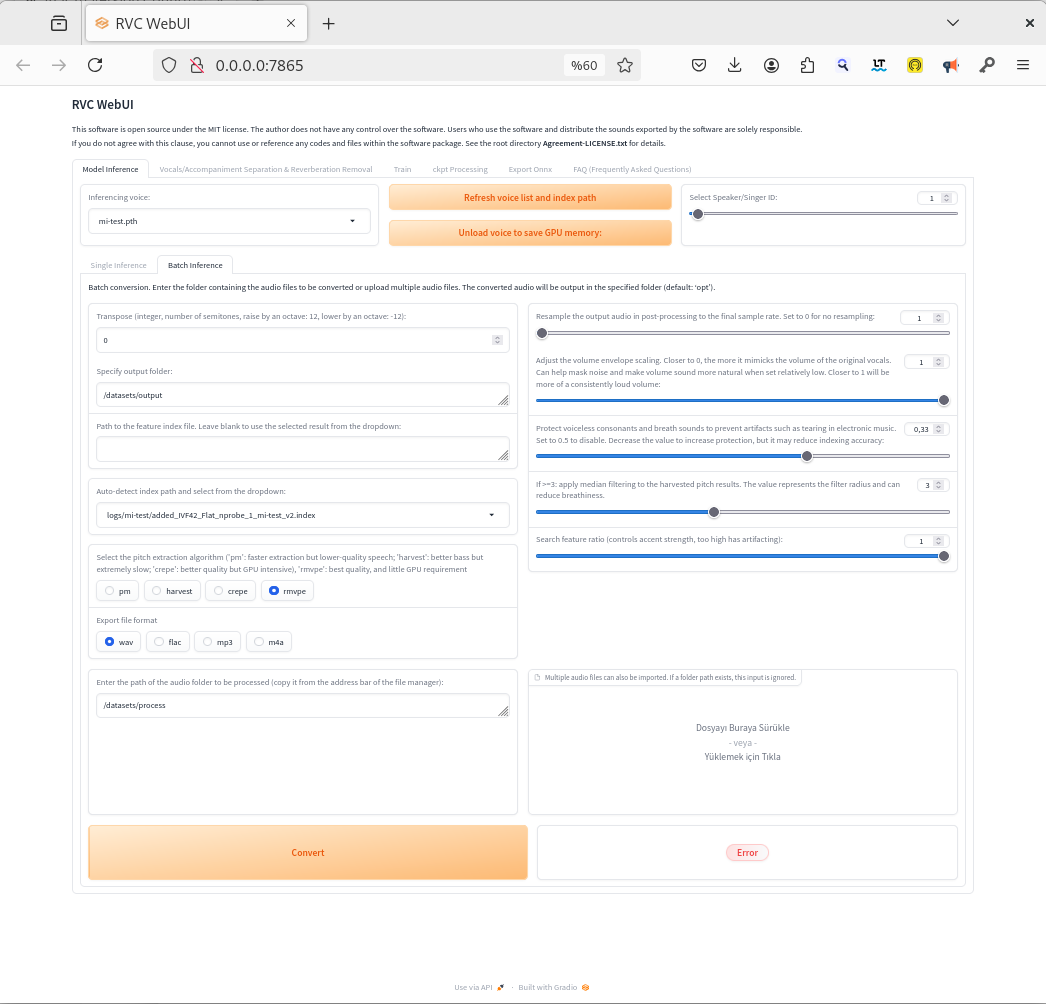 RVC WebUI
0.0.0.0:7865
%60
LT
RVC WebUI
This software is open source under the MIT license. The author does not have any control over the software. Users who use the software and distribute the sounds exported by the software are solely responsible.
If you do not agree with this clause, you cannot use or reference any codes and files within the software package. See the root directory Agreement-LICENSE.txt for details.
Model Inference
Vocals/Accompaniment Separation & Reverberation Removal
Train
ckpt Processing
Export Onnx
FAQ (Frequently Asked Questions)
Inferencing voice:
mi-test.pth
Refresh voice list and index path
Unload voice to save GPU memory:
Select Speaker/Singer ID:
1
Single Inference
Batch Inference
Batch conversion. Enter the folder containing the audio files to be converted or upload multiple audio files. The converted audio will be output in the specified folder (default: 'opt').
Transpose (integer, number of semitones, raise by an octave: 12, lower by an octave: -12):
0
Specify output folder:
/datasets/output
Path to the feature index file. Leave blank to use the selected result from the dropdown:
Auto-detect index path and select from the dropdown:
logs/mi-test/added_IVF42_Flat_nprobe_1_mi-test_v2.index
Select the pitch extraction algorithm ('pm': faster extraction but lower-quality speech; 'harvest': better bass but
extremely slow; 'crepe': better quality but GPU intensive), 'rmvpe': best quality, and little GPU requirement
pm
harvest
crepe
rmvpe
Export file format
wav
flac
mp3
m4a
Resample the output audio in post-processing to the final sample rate. Set to 0 for no resampling:
1
Adjust the volume envelope scaling. Closer to 0, the more it mimicks the volume of the original vocals.
Can help mask noise and make volume sound more natural when set relatively low. Closer to 1 will be
more of a consistently loud volume:
1
Protect voiceless consonants and breath sounds to prevent artifacts such as tearing in electronic music.
Set to 0.5 to disable. Decrease the value to increase protection, but it may reduce indexing accuracy:
0,33
If >=3: apply median filtering to the harvested pitch results. The value represents the filter radius and can
reduce breathiness.
3
Search feature ratio (controls accent strength, too high has artifacting):
1
Enter the path of the audio folder to be processed (copy it from the address bar of the file manager):
/datasets/process
Multiple audio files can also be imported. If a folder path exists, this input is ignored.
Dosyayı Buraya Sürükle
- veya -
Yüklemek için Tıkla
Convert
Error
Use via API
·
Built with Gradio